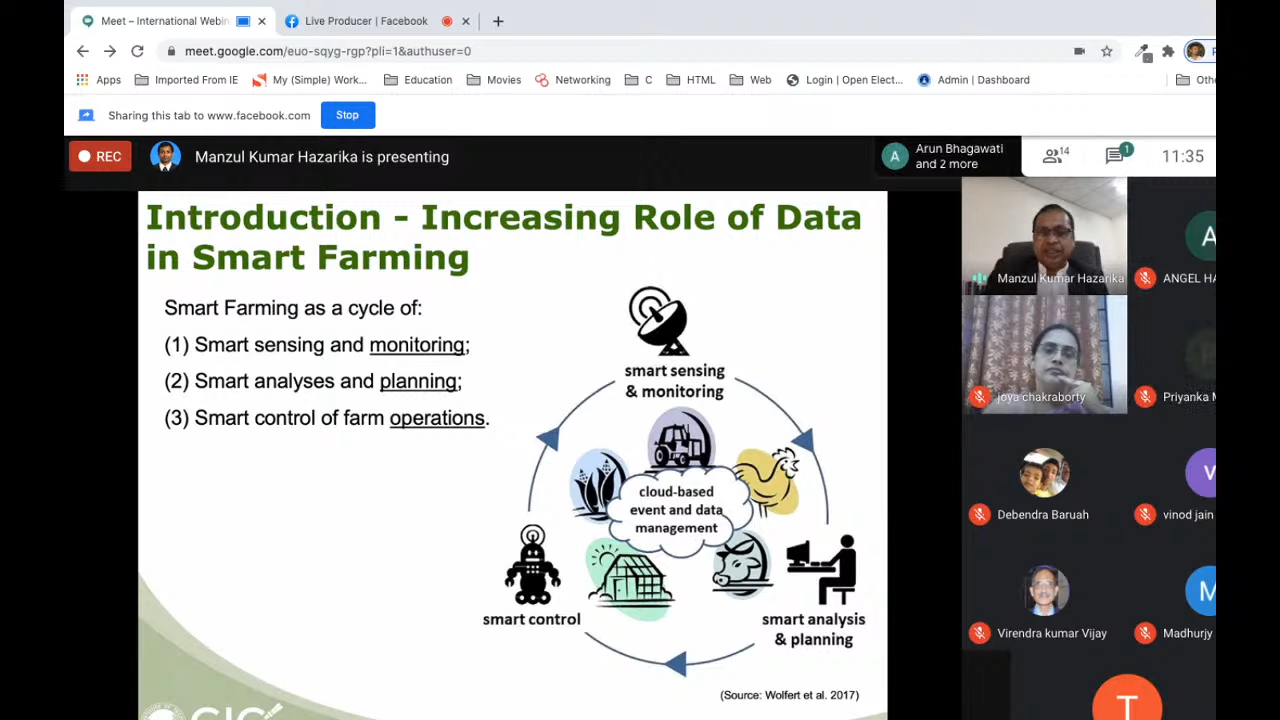 Meet – International Webin
Live Producer | Facebook
meet.google.com/euo-sqyg-rgp?pli=1&authuser=0
Apps
Imported From IE
My (Simple) Work...
Education
Movies
Networking
C
HTML
Web
Login | Open Elect...
Admin | Dashboard
Othe
Sharing this tab to www.facebook.com
Stop
REC
Manzul Kumar Hazarika is presenting
A
Arun Bhagawati
and 2 more
14
1
11:35
Introduction - Increasing Role of Data
in Smart Farming
Smart Farming as a cycle of:
(1) Smart sensing and monitoring;
(2) Smart analyses and planning;
(3) Smart control of farm operations.
smart sensing
& monitoring
cloud-based
event and data
management
smart control
smart analysis
& planning
(Source: Wolfert et al. 2017)
Manzul Kumar Hazarika
A
ANGEL HA
joya chakraborty
P
Priyanka M
Debendra Baruah
V
vinod jain
Virendra kumar Vijay
M
Madhurjy
T